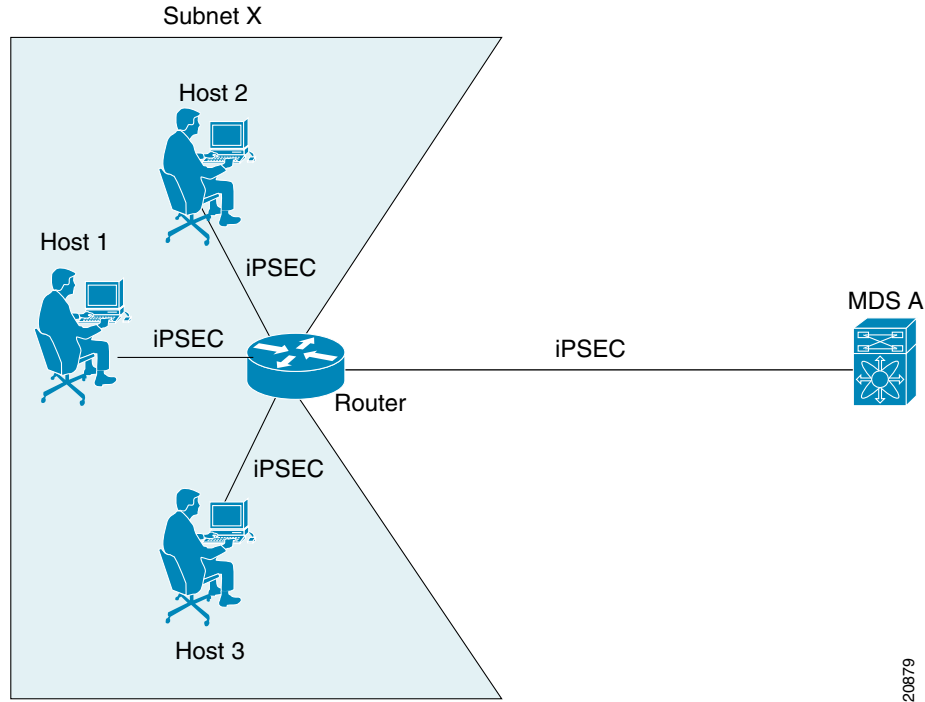 Subnet X
Host 2
Host 1
iPSEC
MDS A
iPSEC
iPSEC
Router
iPSEC
Host 3
20879